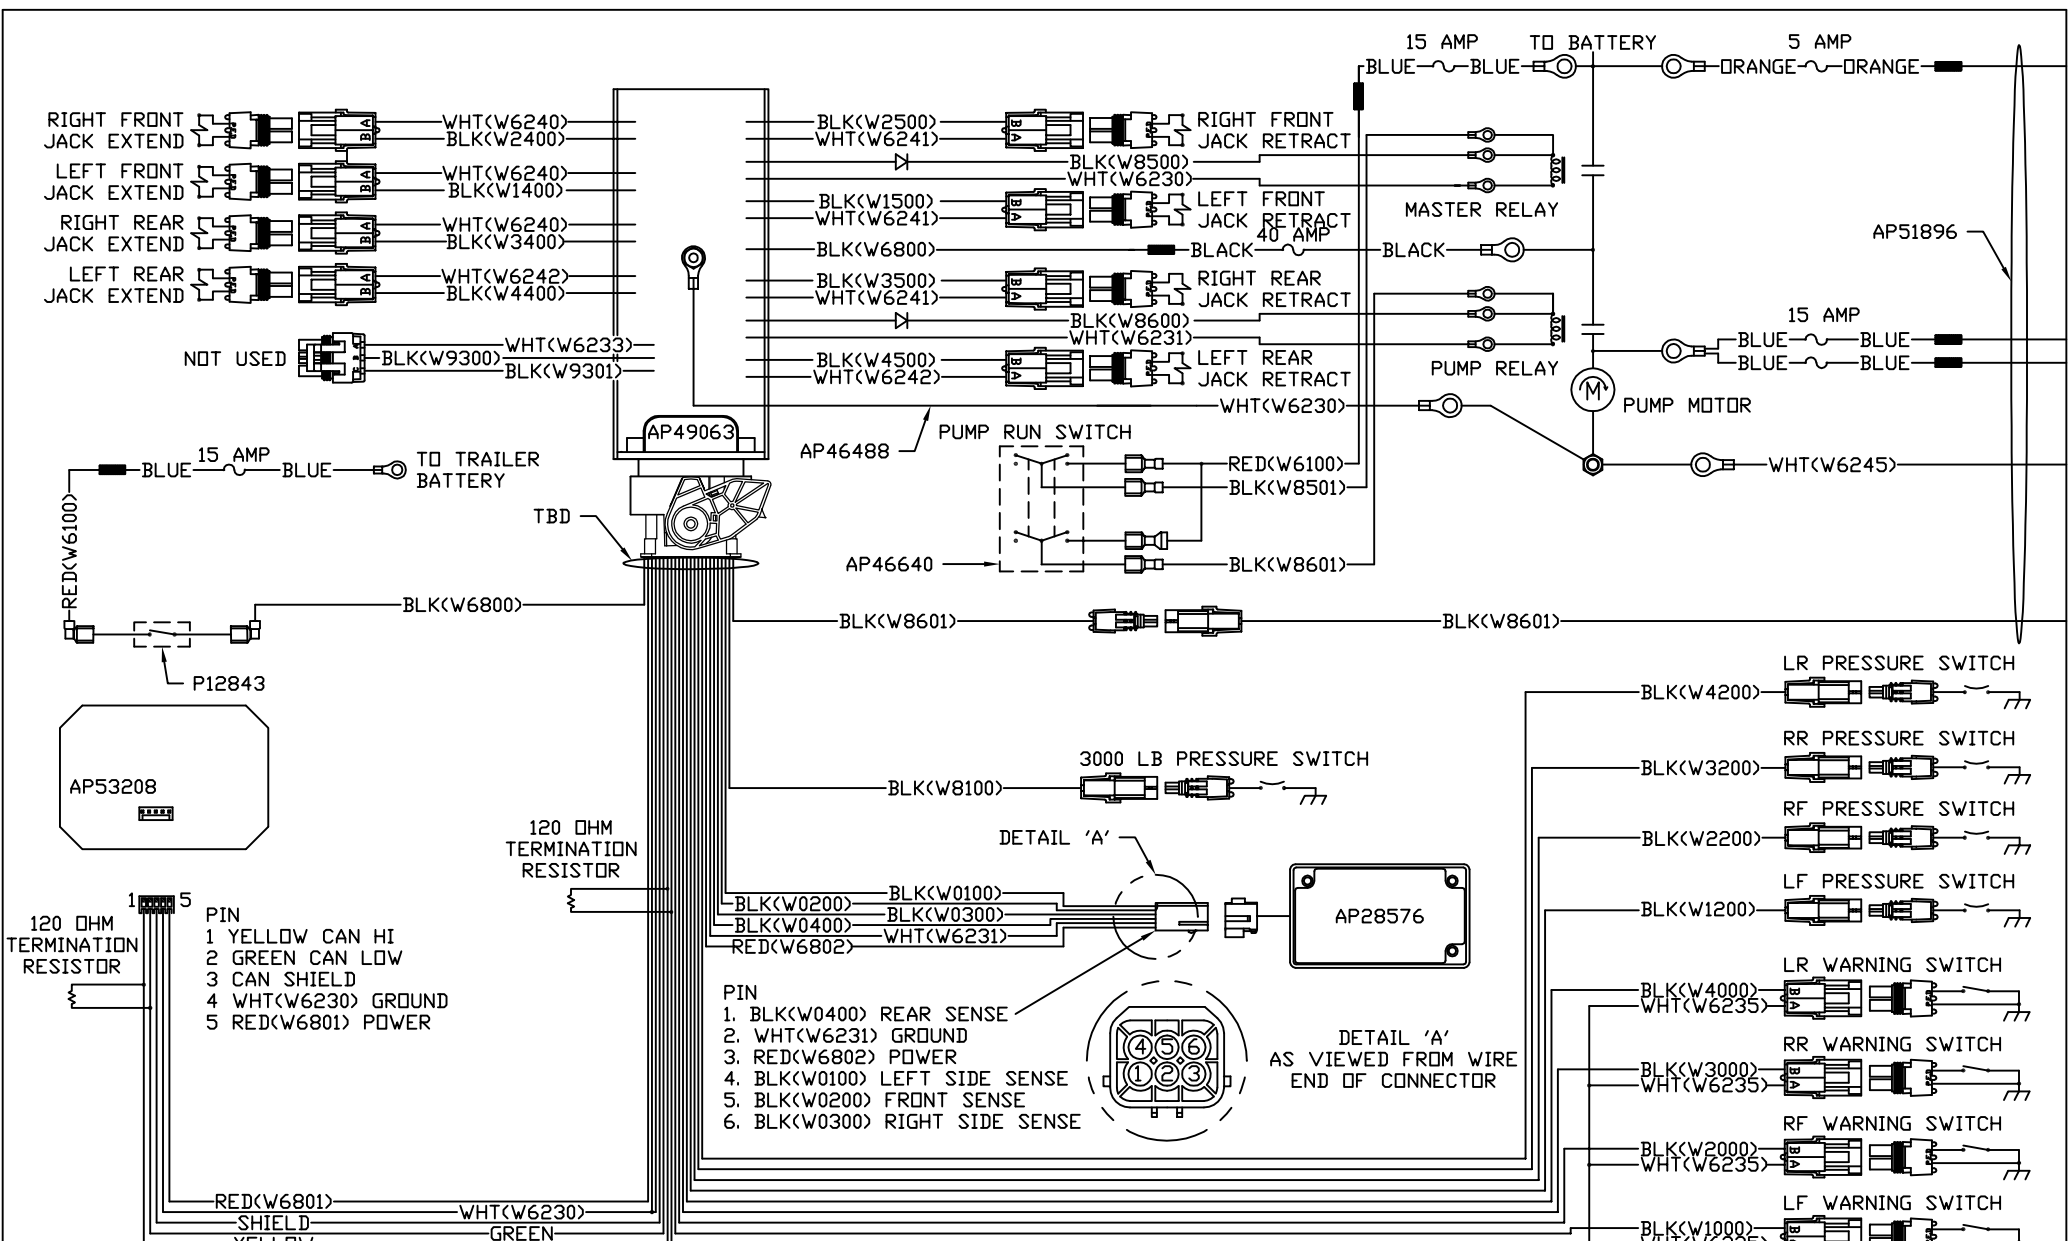 15 AMP
TO BATTERY
5 AMP
BLUE
BLUE
ORANGE
ORANGE
RIGHT FRONT
JACK EXTEND
WHT(W6240)
BLK(W2400)
LEFT FRONT
JACK EXTEND
WHT(W6240)
BLK(W1400)
RIGHT REAR
JACK EXTEND
WHT(W6240)
BLK(W3400)
LEFT REAR
JACK EXTEND
WHT(W6242)
BLK(W4400)
NOT USED
WHT(W6233)
BLK(W9300)
BLK(W9301)
BLK(W2500)
WHT(W6241)
RIGHT FRONT
JACK RETRACT
BLK(W8500)
WHT(W6230)
BLK(W1500)
WHT(W6241)
LEFT FRONT
JACK RETRACT
MASTER RELAY
BLK(W6800)
BLACK
40 AMP
BLACK
BLK(W3500)
WHT(W6241)
RIGHT REAR
JACK RETRACT
BLK(W8600)
WHT(W6231)
BLK(W4500)
WHT(W6242)
LEFT REAR
JACK RETRACT
PUMP RELAY
M
PUMP MOTOR
AP51896
15 AMP
BLUE
BLUE
BLUE
BLUE
WHT(W6230)
WHT(W6245)
AP49063
AP46488
PUMP RUN SWITCH
RED(W6100)
BLK(W8501)
BLK(W8601)
AP46640
15 AMP
BLUE
BLUE
TO TRAILER
BATTERY
RED(W6100)
TBD
BLK(W6800)
P12843
BLK(W8601)
BLK(W8601)
AP53208
3000 LB PRESSURE SWITCH
BLK(W8100)
LR PRESSURE SWITCH
BLK(W4200)
RR PRESSURE SWITCH
BLK(W3200)
RF PRESSURE SWITCH
BLK(W2200)
LF PRESSURE SWITCH
BLK(W1200)
LR WARNING SWITCH
BLK(W4000)
WHT(W6235)
B
A
RR WARNING SWITCH
BLK(W3000)
WHT(W6235)
B
A
RF WARNING SWITCH
BLK(W2000)
WHT(W6235)
B
A
LF WARNING SWITCH
BLK(W1000)
B
120 OHM
TERMINATION
RESISTOR
DETAIL 'A'
BLK(W0100)
BLK(W0200)
BLK(W0300)
BLK(W0400)
WHT(W6231)
RED(W6802)
AP28576
PIN
1. BLK(W0400) REAR SENSE
2. WHT(W6231) GROUND
3. RED(W6802) POWER
4. BLK(W0100) LEFT SIDE SENSE
5. BLK(W0200) FRONT SENSE
6. BLK(W0300) RIGHT SIDE SENSE
4 5 6
1 2 3
DETAIL 'A'
AS VIEWED FROM WIRE
END OF CONNECTOR
1
5
120 OHM
TERMINATION
RESISTOR
PIN
1 YELLOW CAN HI
2 GREEN CAN LOW
3 CAN SHIELD
4 WHT(W6230) GROUND
5 RED(W6801) POWER
RED(W6801)
WHT(W6230)
SHIELD
GREEN
YELLOW